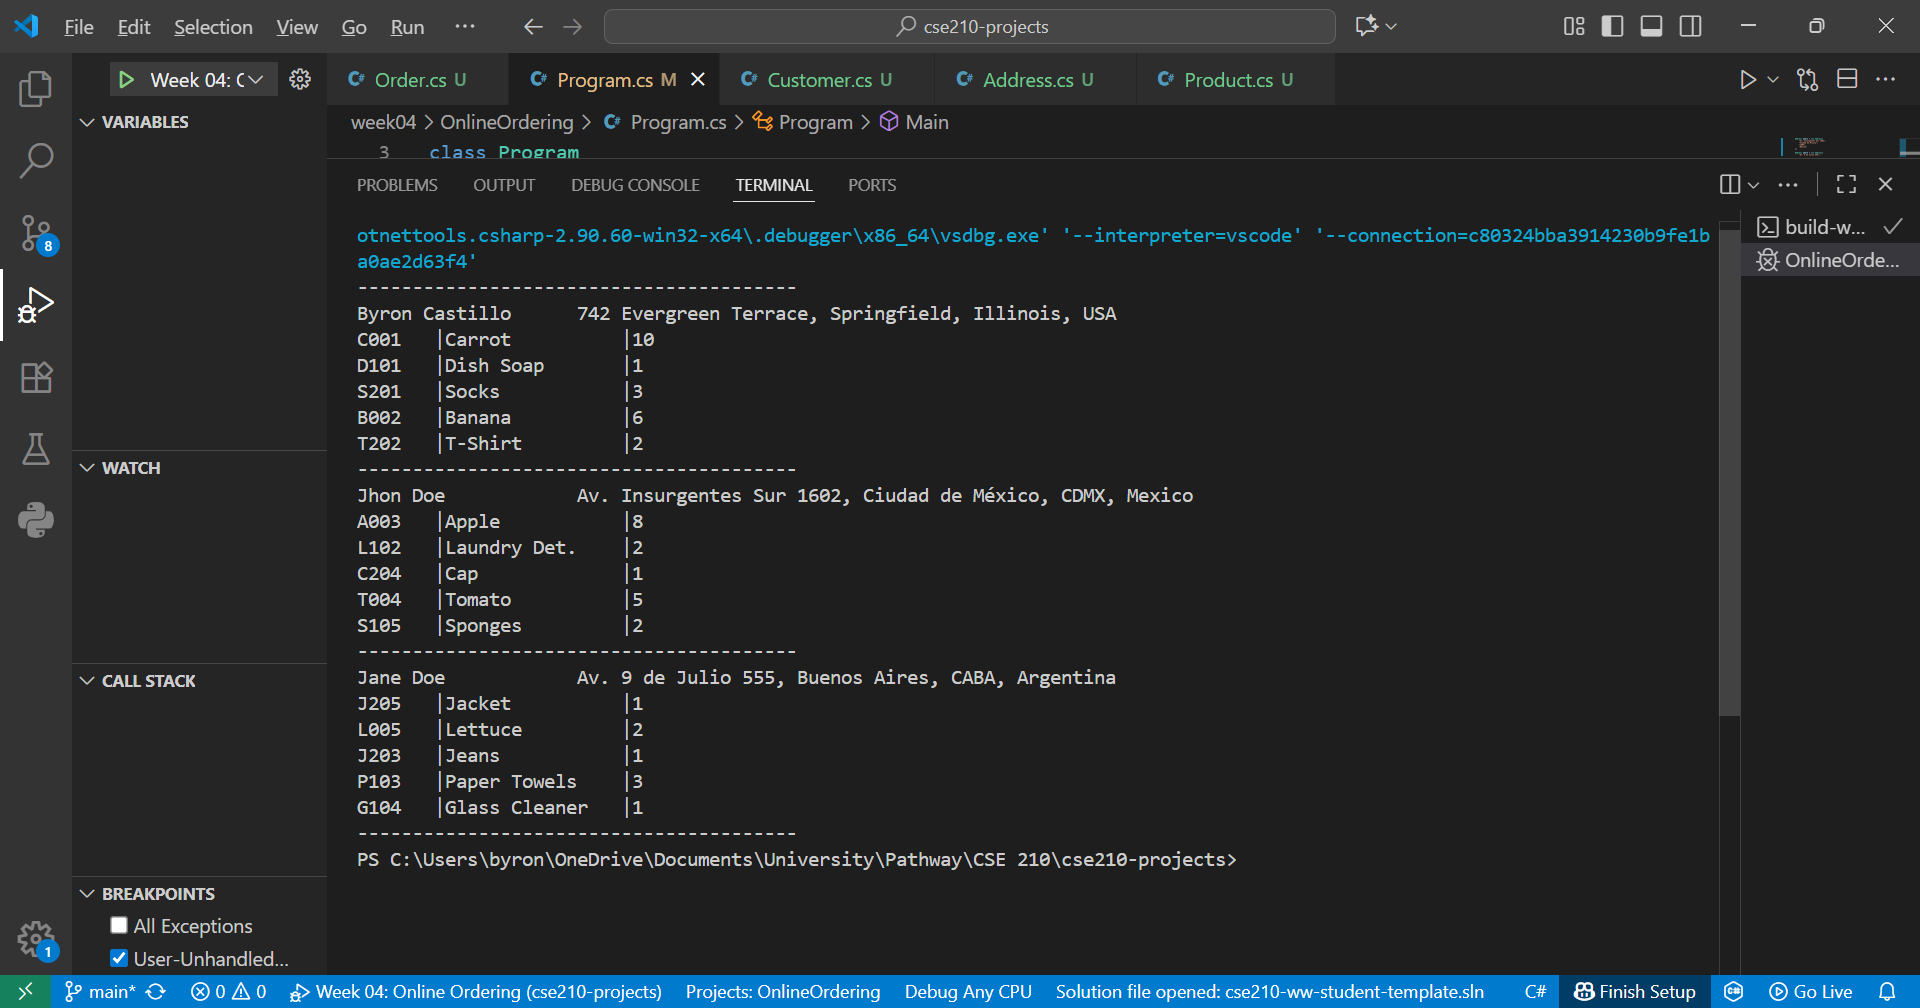 File Edit Selection View Go Run ··· cse210-projects
Week 04: C Order.cs U Program.cs M Customer.cs U Address.cs U Product.cs U
VARIABLES
week04 > OnlineOrdering > Program.cs > Program > Main
3 class Program
PROBLEMS OUTPUT DEBUG CONSOLE TERMINAL PORTS
otnettools.csharp-2.90.60-win32-x64\.debugger\x86_64\vsdbg.exe' '--interpreter=vscode' '--connection=c80324bba3914230b9fe1b
a0ae2d63f4'
build-w...
OnlineOrde...
----------------------------------------
Byron Castillo      742 Evergreen Terrace, Springfield, Illinois, USA
C001   |Carrot          |10
D101   |Dish Soap       |1
S201   |Socks           |3
B002   |Banana          |6
T202   |T-Shirt         |2
----------------------------------------
Jhon Doe            Av. Insurgentes Sur 1602, Ciudad de México, CDMX, Mexico
A003   |Apple           |8
L102   |Laundry Det.    |2
C204   |Cap             |1
T004   |Tomato          |5
S105   |Sponges         |2
----------------------------------------
Jane Doe            Av. 9 de Julio 555, Buenos Aires, CABA, Argentina
J205   |Jacket          |1
L005   |Lettuce         |2
J203   |Jeans           |1
P103   |Paper Towels    |3
G104   |Glass Cleaner   |1
----------------------------------------
PS C:\Users\byron\OneDrive\Documents\University\Pathway\CSE 210\cse210-projects>
WATCH
CALL STACK
BREAKPOINTS
All Exceptions
User-Unhandled...
8
1
main* 0 0 Week 04: Online Ordering (cse210-projects) Projects: OnlineOrdering Debug Any CPU Solution file opened: cse210-ww-student-template.sln C# Finish Setup Go Live